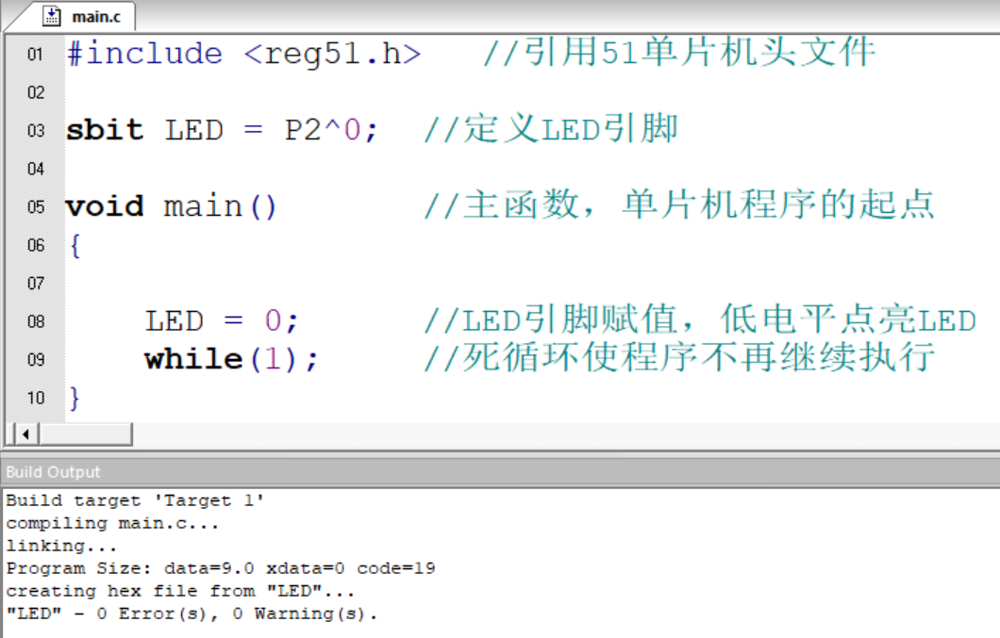 main.c
01 #include <reg51.h>   //引用51单片机头文件
02
03 sbit LED = P2^0;  //定义LED引脚
04
05 void main()       //主函数，单片机程序的起点
06 {
07
08     LED = 0;      //LED引脚赋值，低电平点亮LED
09     while(1);     //死循环使程序不再继续执行
10 }
Build Output
Build target 'Target 1'
compiling main.c...
linking...
Program Size: data=9.0 xdata=0 code=19
creating hex file from "LED"...
"LED" - 0 Error(s), 0 Warning(s).